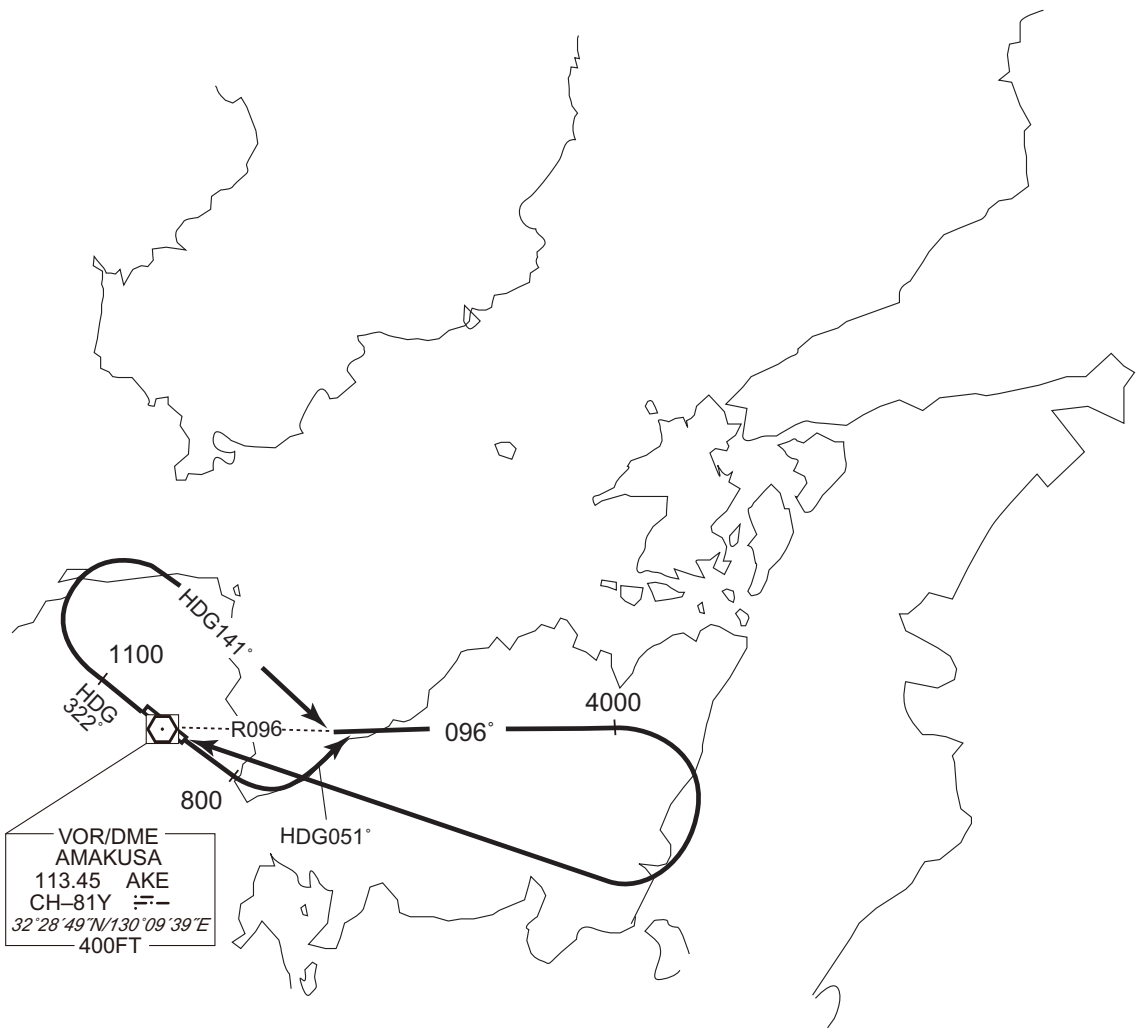 HDG141°
1100
HDG
322°
R096
096°
4000
800
HDG051°
VOR/DME
AMAKUSA
113.45 AKE
CH–81Y
32°28´49˝N/130°09´39˝E
400FT